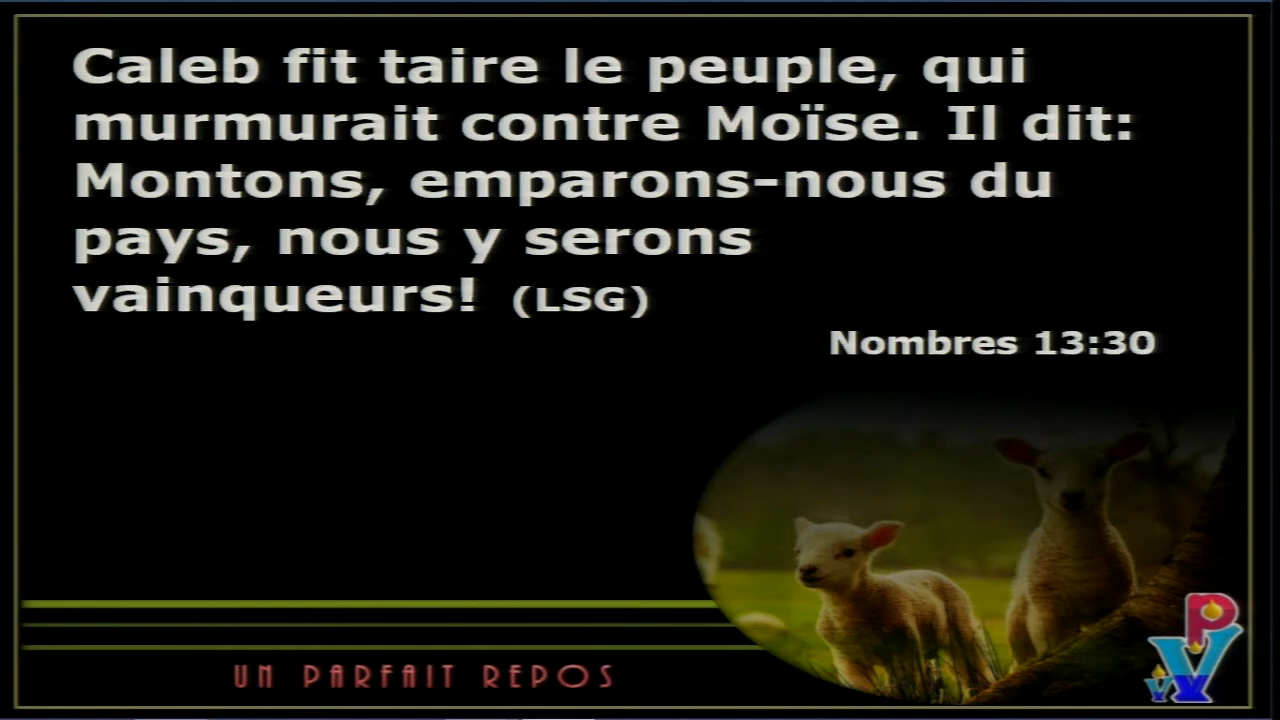 Caleb fit taire le peuple, qui
murmurait contre Moïse. Il dit:
Montons, emparons-nous du
pays, nous y serons
vainqueurs! (LSG)
Nombres 13:30
UN PARFAIT REPOS